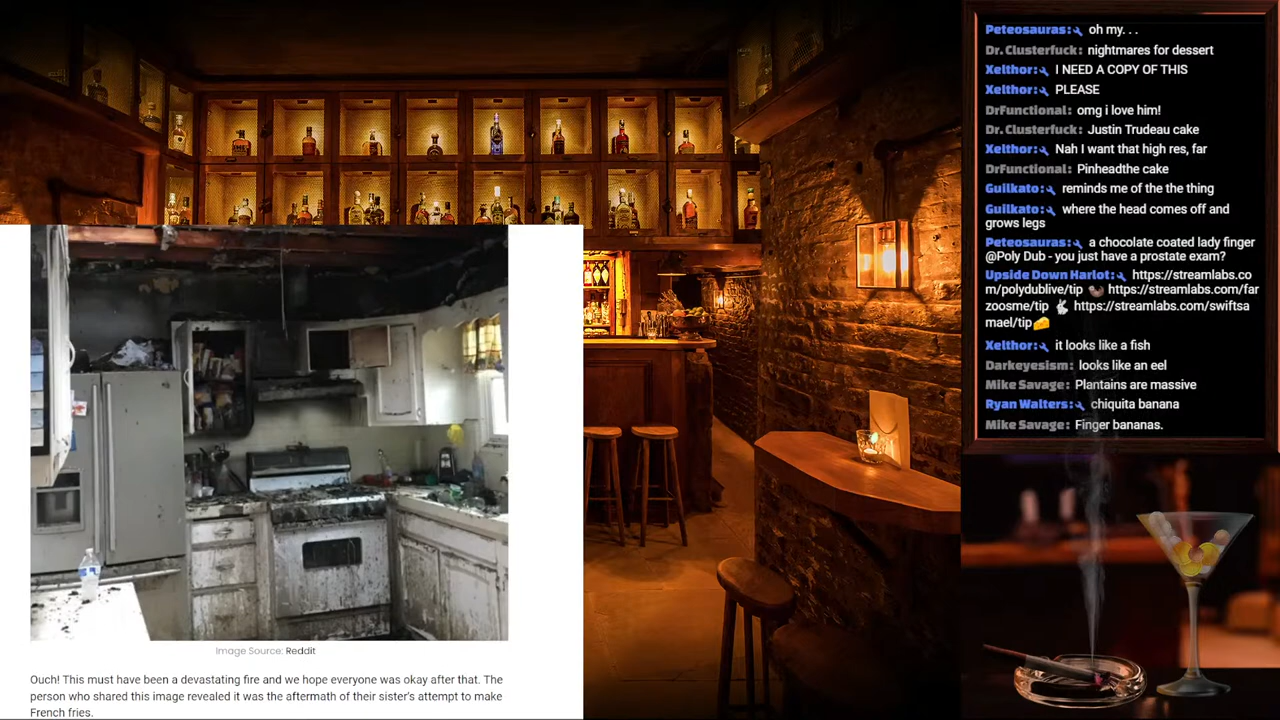 Image Source: Reddit
Ouch! This must have been a devastating fire and we hope everyone was okay after that. The
person who shared this image revealed it was the aftermath of their sister's attempt to make
French fries.
Peteosauras: oh my. . .
Dr. Clusterfuck: nightmares for dessert
Xelthor: I NEED A COPY OF THIS
Xelthor: PLEASE
DrFunctional: omg i love him!
Dr. Clusterfuck: Justin Trudeau cake
Xelthor: Nah I want that high res, far
DrFunctional: Pinheadthe cake
Guilkato: reminds me of the the thing
Guilkato: where the head comes off and
grows legs
Peteosauras: a chocolate coated lady finger
@Poly Dub - you just have a prostate exam?
Upside Down Harlot: https://streamlabs.co
m/polydublive/tip https://streamlabs.com/far
zoosme/tip https://streamlabs.com/swiftsa
mael/tip
Xelthor: it looks like a fish
Darkeyesism: looks like an eel
Mike Savage: Plantains are massive
Ryan Walters: chiquita banana
Mike Savage: Finger bananas.